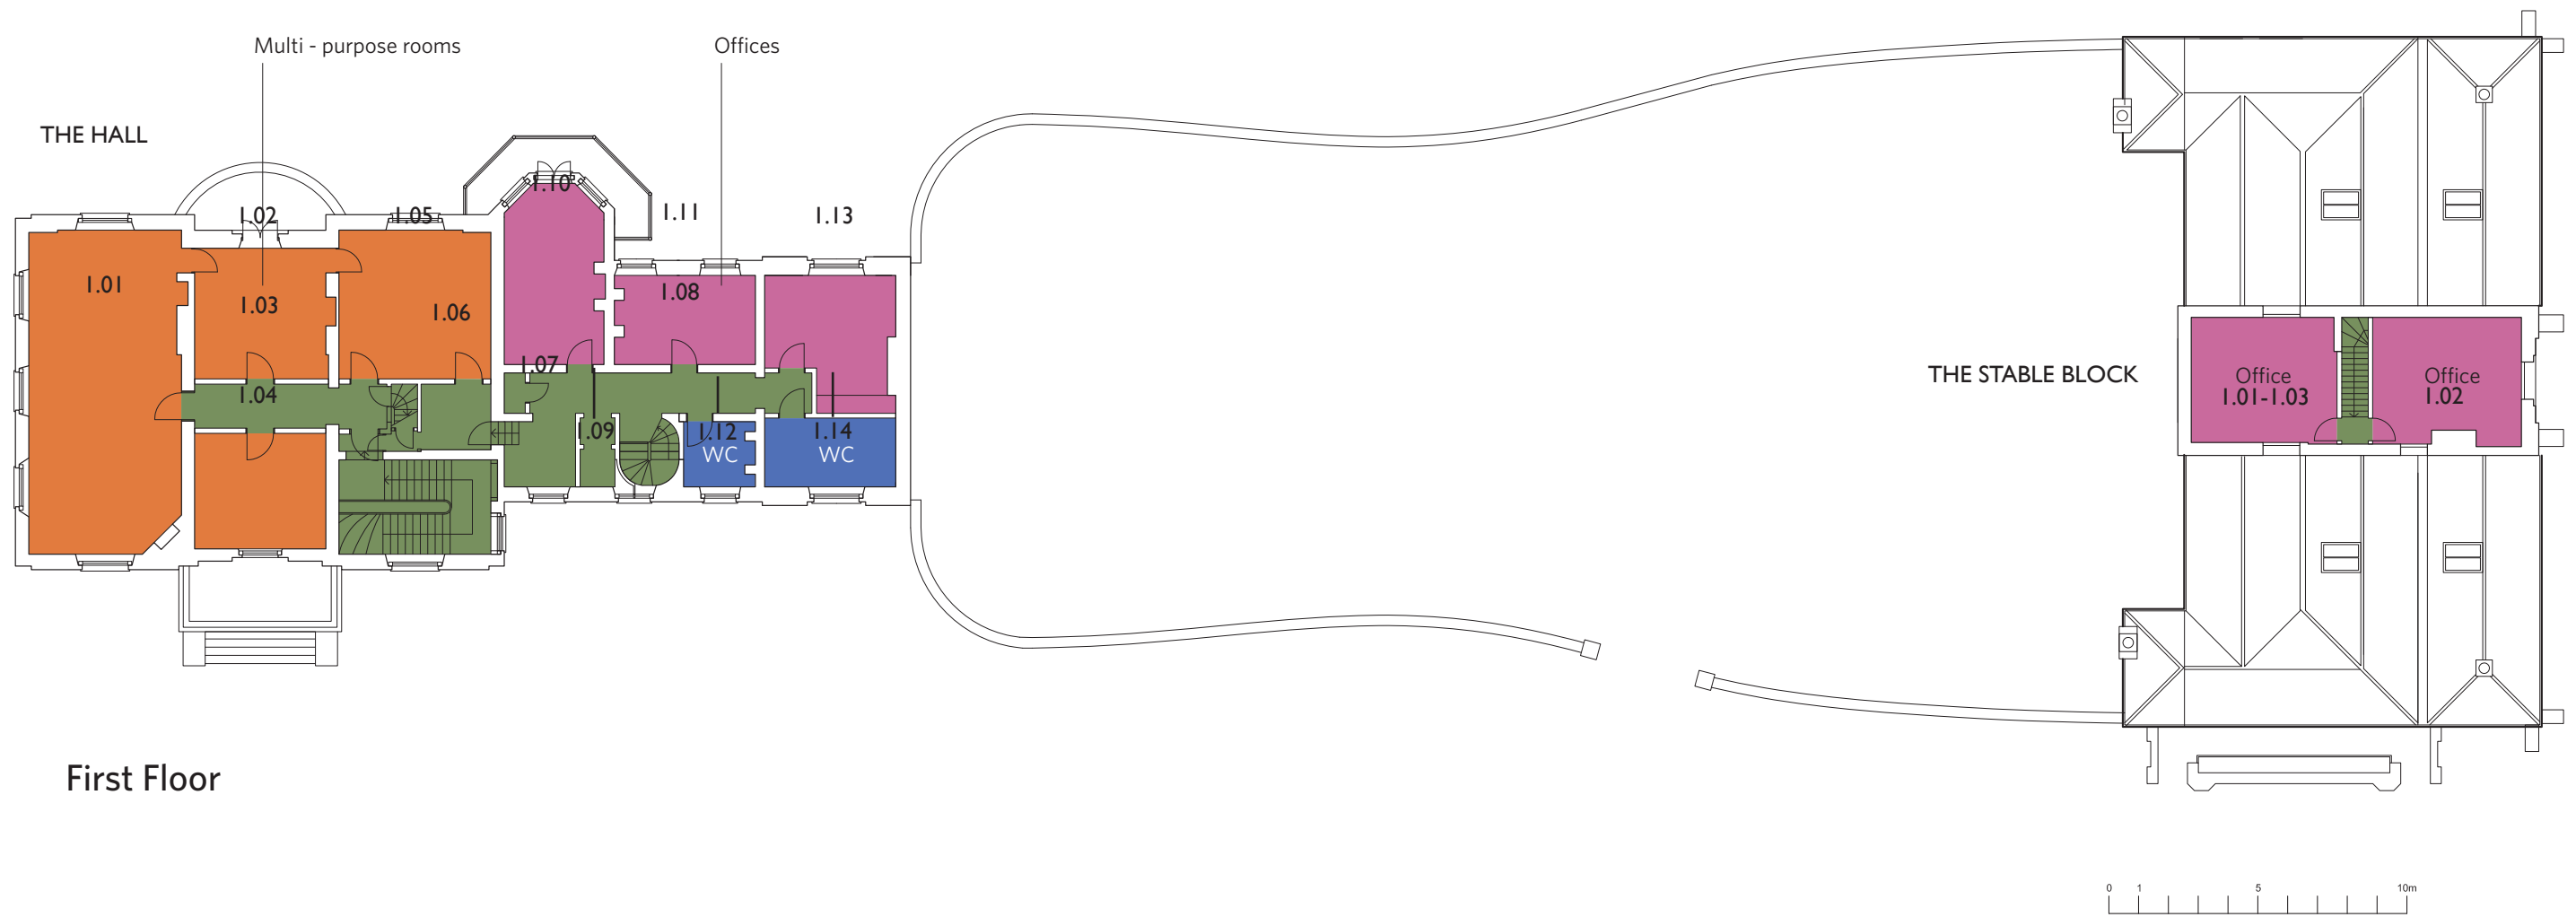 Multi - purpose rooms
Offices
THE HALL
1.10
1.02
1.05
1.11
1.13
1.01
1.03
1.06
1.08
1.07
1.04
1.09
1.12
WC
1.14
WC
THE STABLE BLOCK
Office
1.01-1.03
Office
1.02
First Floor
0 1 5 10m